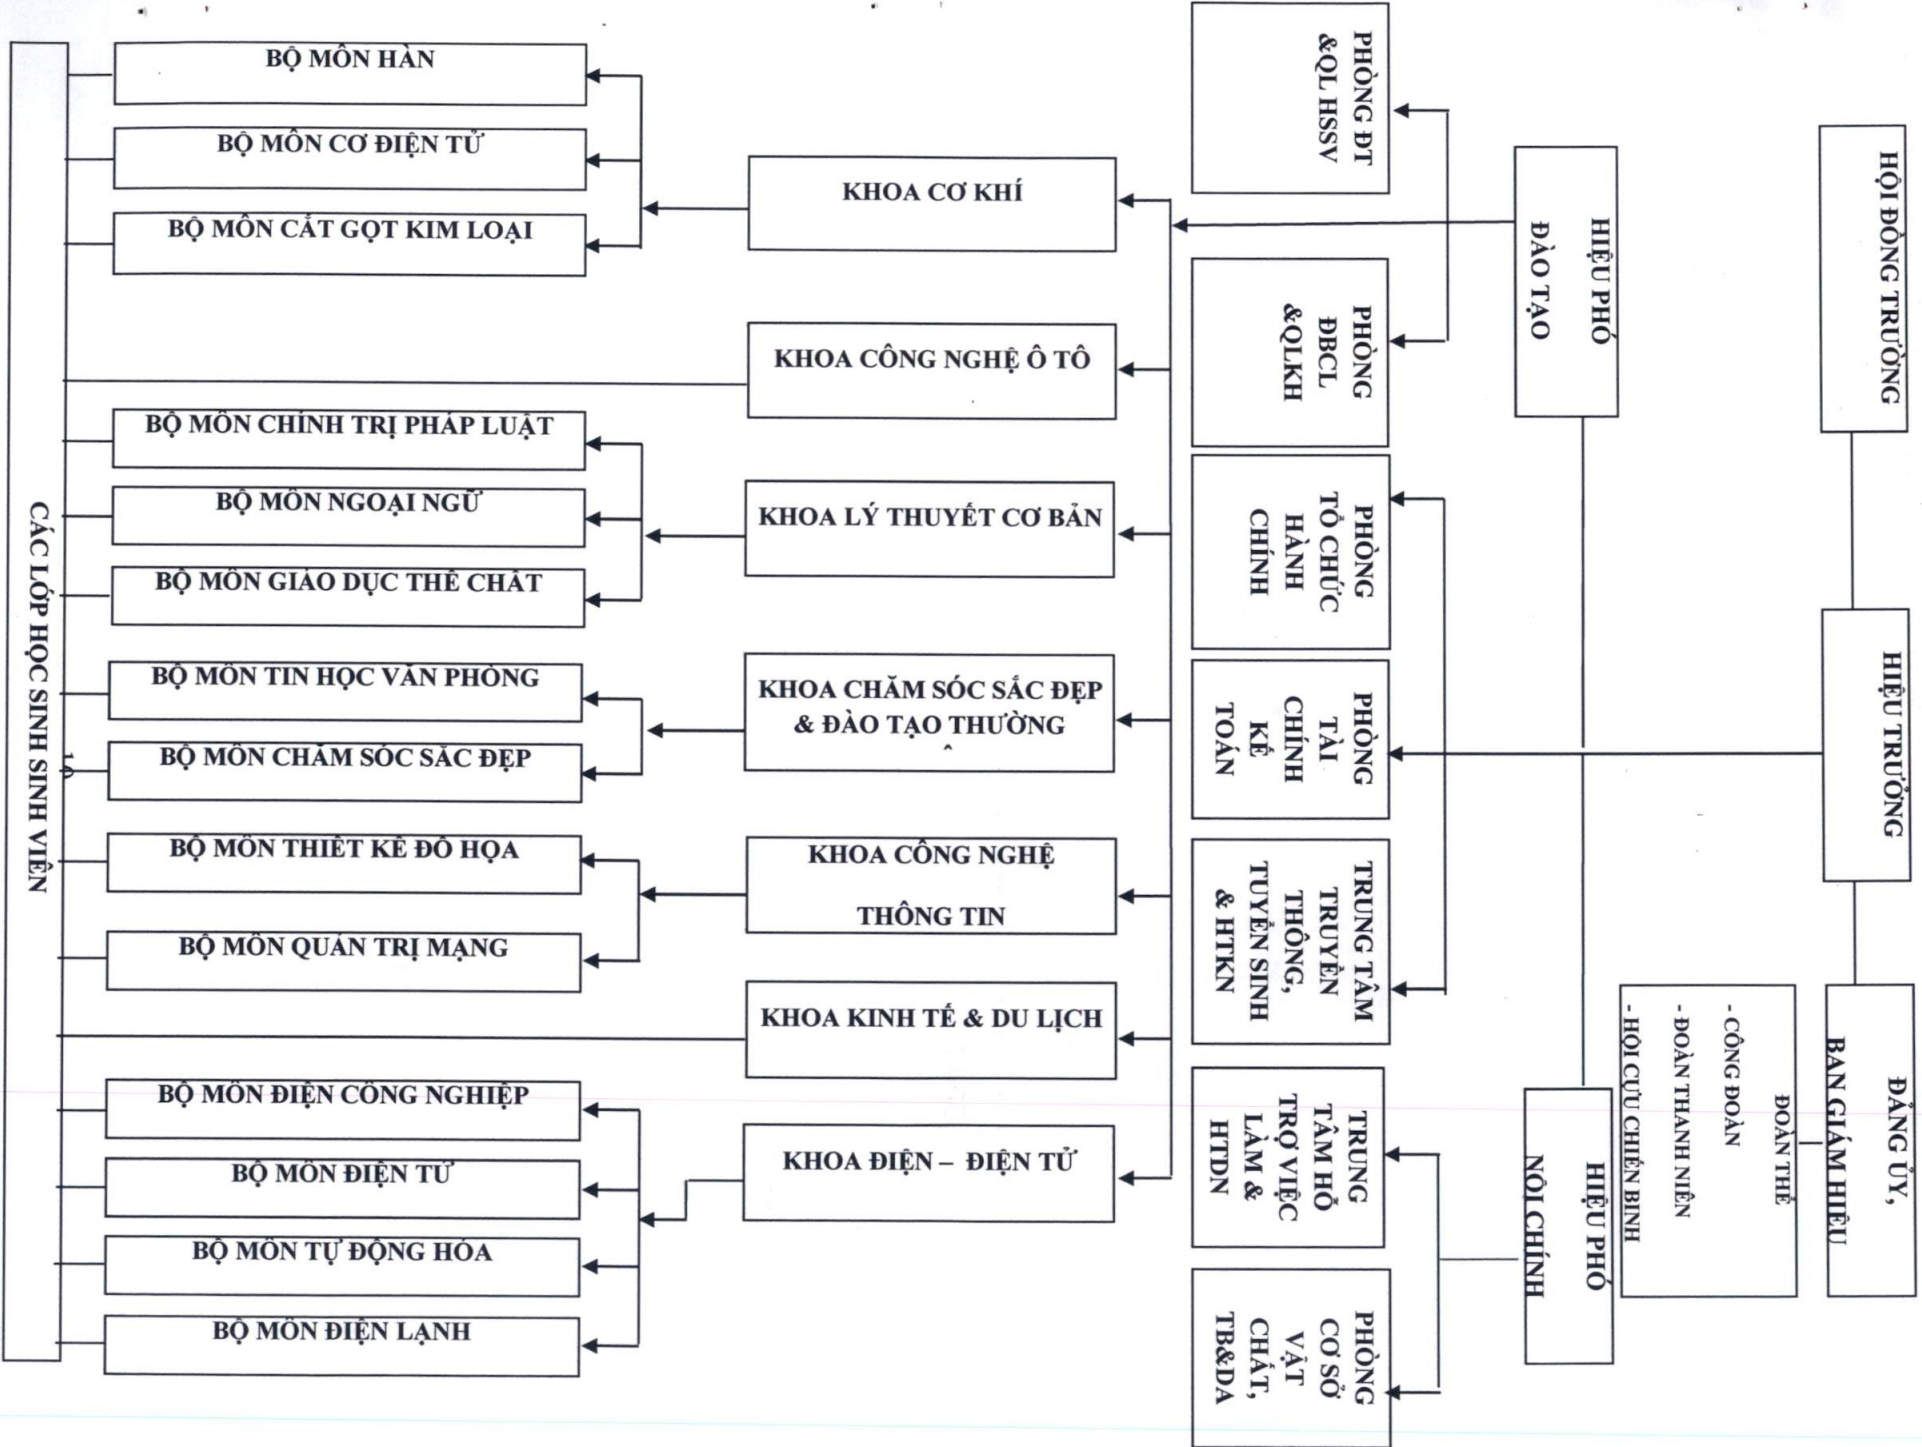 HỘI ĐỒNG TRƯỜNG
HIỆU TRƯỞNG
ĐẢNG ỦY,
BAN GIÁM HIỆU
ĐOÀN THỂ
- CÔNG ĐOÀN
- ĐOÀN THANH NIÊN
- HỘI CỰU CHIẾN BINH
HIỆU PHÓ
ĐÀO TẠO
HIỆU PHÓ
NỘI CHÍNH
PHÒNG ĐT
&QL HSSV
PHÒNG
ĐBCL
&QLKH
PHÒNG
TỔ CHỨC
HÀNH
CHÍNH
PHÒNG
TÀI
CHÍNH
KẾ
TOÁN
TRUNG TÂM
TRUYỀN
THÔNG,
TUYỂN SINH
& HTKN
TRUNG
TÂM HỖ
TRỢ VIỆC
LÀM &
HTDN
PHÒNG
CƠ SỞ
VẬT
CHẤT,
TB&DA
KHOA CƠ KHÍ
KHOA CÔNG NGHỆ Ô TÔ
KHOA LÝ THUYẾT CƠ BẢN
KHOA CHĂM SÓC SẮC ĐẸP
& ĐÀO TẠO THƯỜNG
KHOA CÔNG NGHỆ
THÔNG TIN
KHOA KINH TẾ & DU LỊCH
KHOA ĐIỆN – ĐIỆN TỬ
BỘ MÔN HÀN
BỘ MÔN CƠ ĐIỆN TỬ
BỘ MÔN CẮT GỌT KIM LOẠI
BỘ MÔN CHÍNH TRỊ PHÁP LUẬT
BỘ MÔN NGOẠI NGỮ
BỘ MÔN GIÁO DỤC THỂ CHẤT
BỘ MÔN TIN HỌC VĂN PHÒNG
BỘ MÔN CHĂM SÓC SẮC ĐẸP
BỘ MÔN THIẾT KẾ ĐỒ HỌA
BỘ MÔN QUẢN TRỊ MẠNG
BỘ MÔN ĐIỆN CÔNG NGHIỆP
BỘ MÔN ĐIỆN TỬ
BỘ MÔN TỰ ĐỘNG HÓA
BỘ MÔN ĐIỆN LẠNH
CÁC LỚP HỌC SINH SINH VIÊN